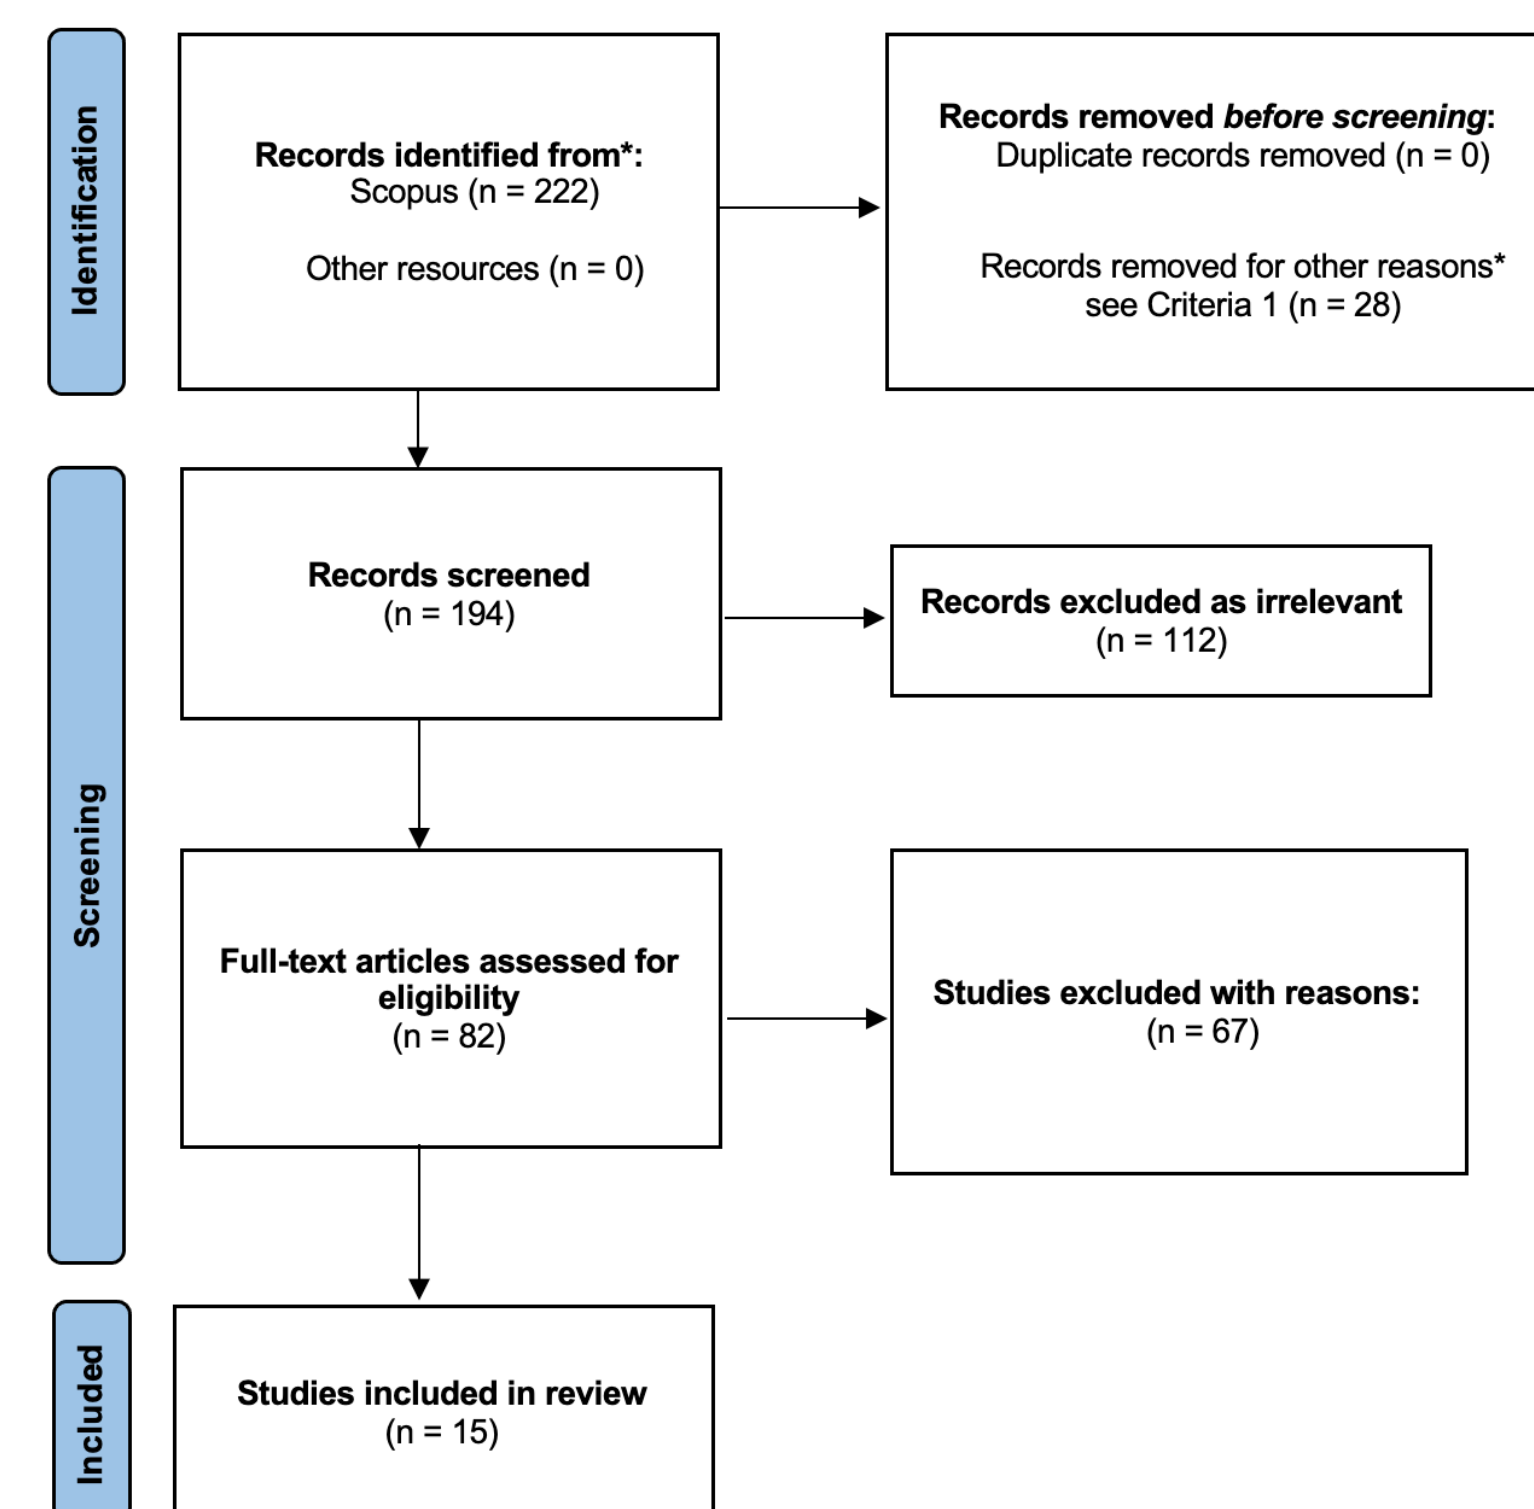 Identification
Records identified from*:
Scopus (n = 222)
Other resources (n = 0)
Records removed before screening:
Duplicate records removed (n = 0)
Records removed for other reasons*
see Criteria 1 (n = 28)
Screening
Records screened
(n = 194)
Records excluded as irrelevant
(n = 112)
Full-text articles assessed for
eligibility
(n = 82)
Studies excluded with reasons:
(n = 67)
Included
Studies included in review
(n = 15)